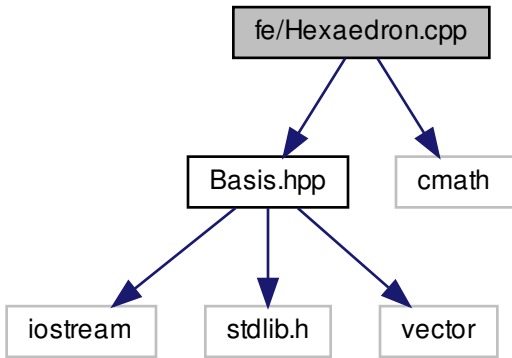 fe/Hexaedron.cpp
Basis.hpp
cmath
iostream
stdlib.h
vector